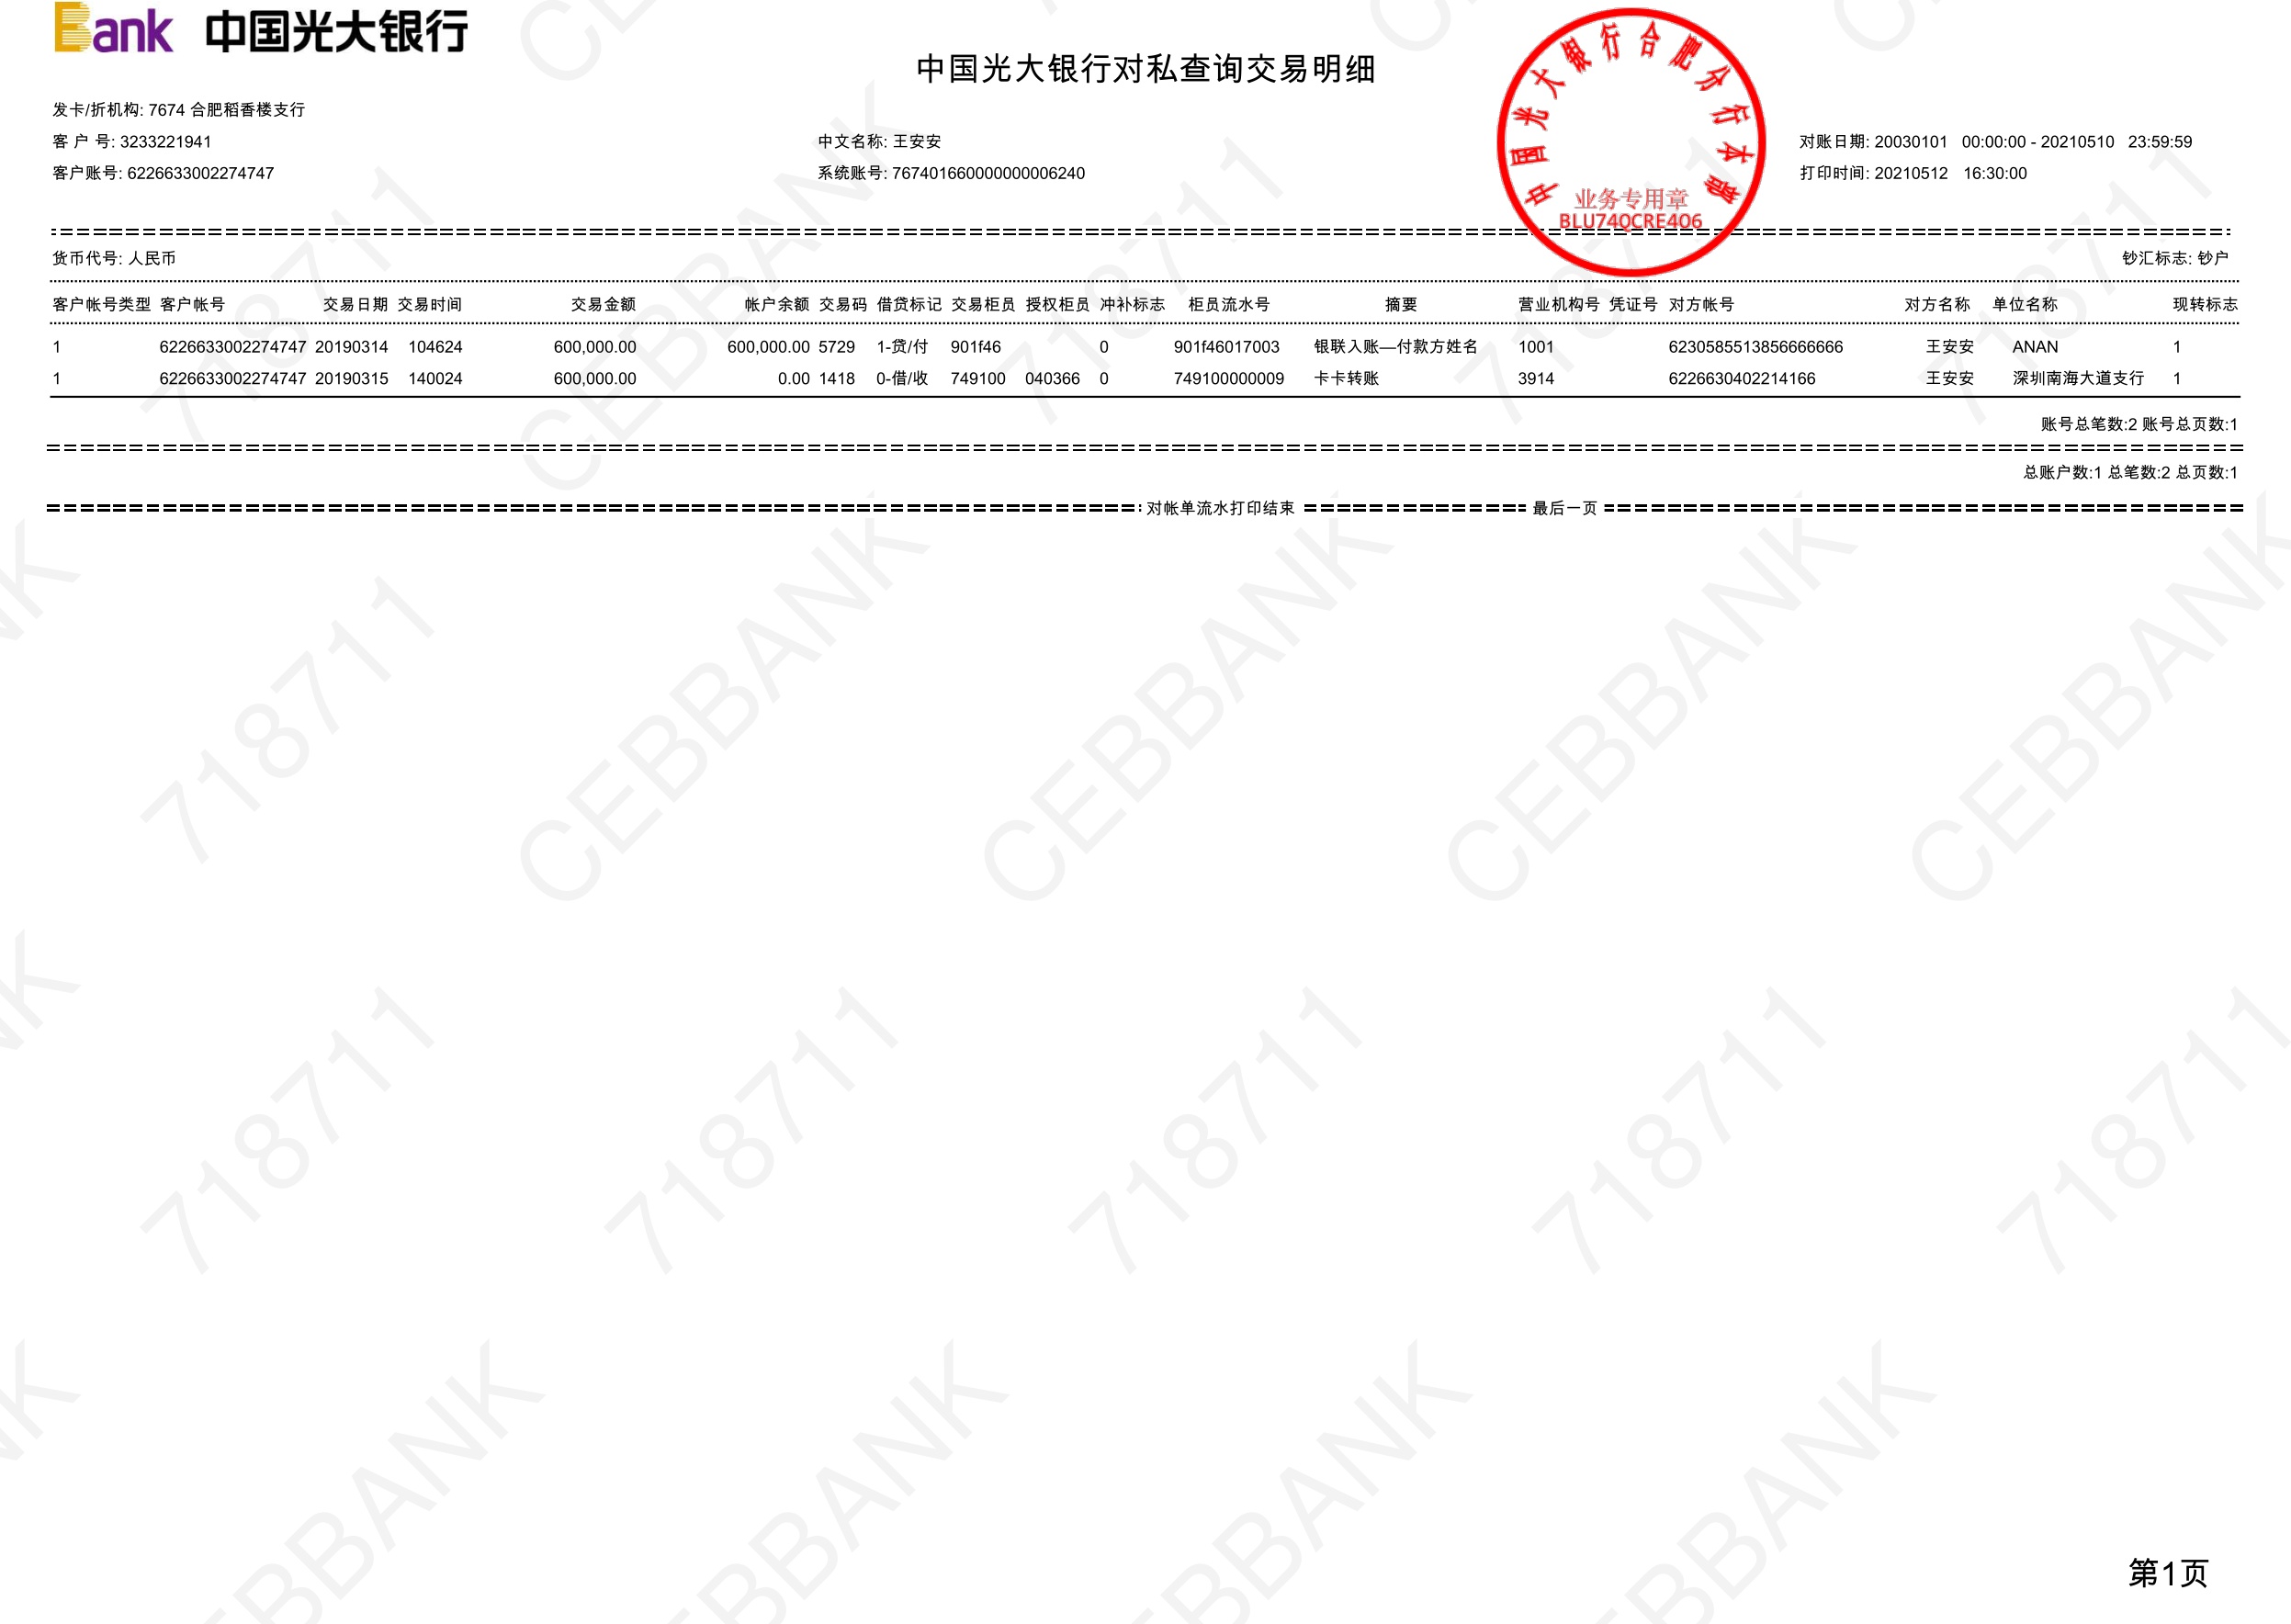 Bank 中国光大银行
中国光大银行对私查询交易明细
中国光大银行合肥分行本营
业务专用章
BLU740CRE406
发卡/折机构: 7674 合肥稻香楼支行
客 户 号: 3233221941 中文名称: 王安安 对账日期: 20030101 00:00:00 - 20210510 23:59:59
客户账号: 6226633002274747 系统账号: 767401660000000006240 打印时间: 20210512 16:30:00
货币代号: 人民币 钞汇标志: 钞户
客户帐号类型 客户帐号 交易日期 交易时间 交易金额 帐户余额 交易码 借贷标记 交易柜员 授权柜员 冲补标志 柜员流水号 摘要 营业机构号 凭证号 对方帐号 对方名称 单位名称 现转标志
1 6226633002274747 20190314 104624 600,000.00 600,000.00 5729 1-贷/付 901f46 0 901f46017003 银联入账—付款方姓名 1001 6230585513856666666 王安安 ANAN 1
1 6226633002274747 20190315 140024 600,000.00 0.00 1418 0-借/收 749100 040366 0 749100000009 卡卡转账 3914 6226630402214166 王安安 深圳南海大道支行 1
账号总笔数:2 账号总页数:1
总账户数:1 总笔数:2 总页数:1
对帐单流水打印结束 最后一页
718711
CEBBANK
第1页